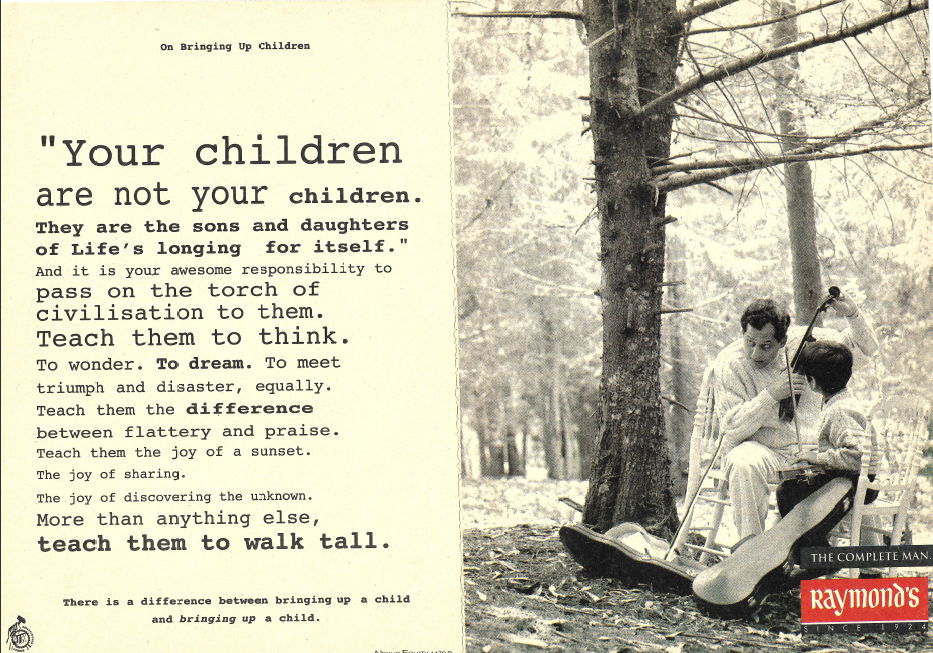 On Bringing Up Children
"Your children
are not your children.
They are the sons and daughters
of Life's longing for itself."
And it is your awesome responsibility to
pass on the torch of
civilisation to them.
Teach them to think.
To wonder. To dream. To meet
triumph and disaster, equally.
Teach them the difference
between flattery and praise.
Teach them the joy of a sunset.
The joy of sharing.
The joy of discovering the unknown.
More than anything else,
teach them to walk tall.
There is a difference between bringing up a child
and bringing up a child.
THE COMPLETE MAN.
RAYMOND'S
SINCE 1924